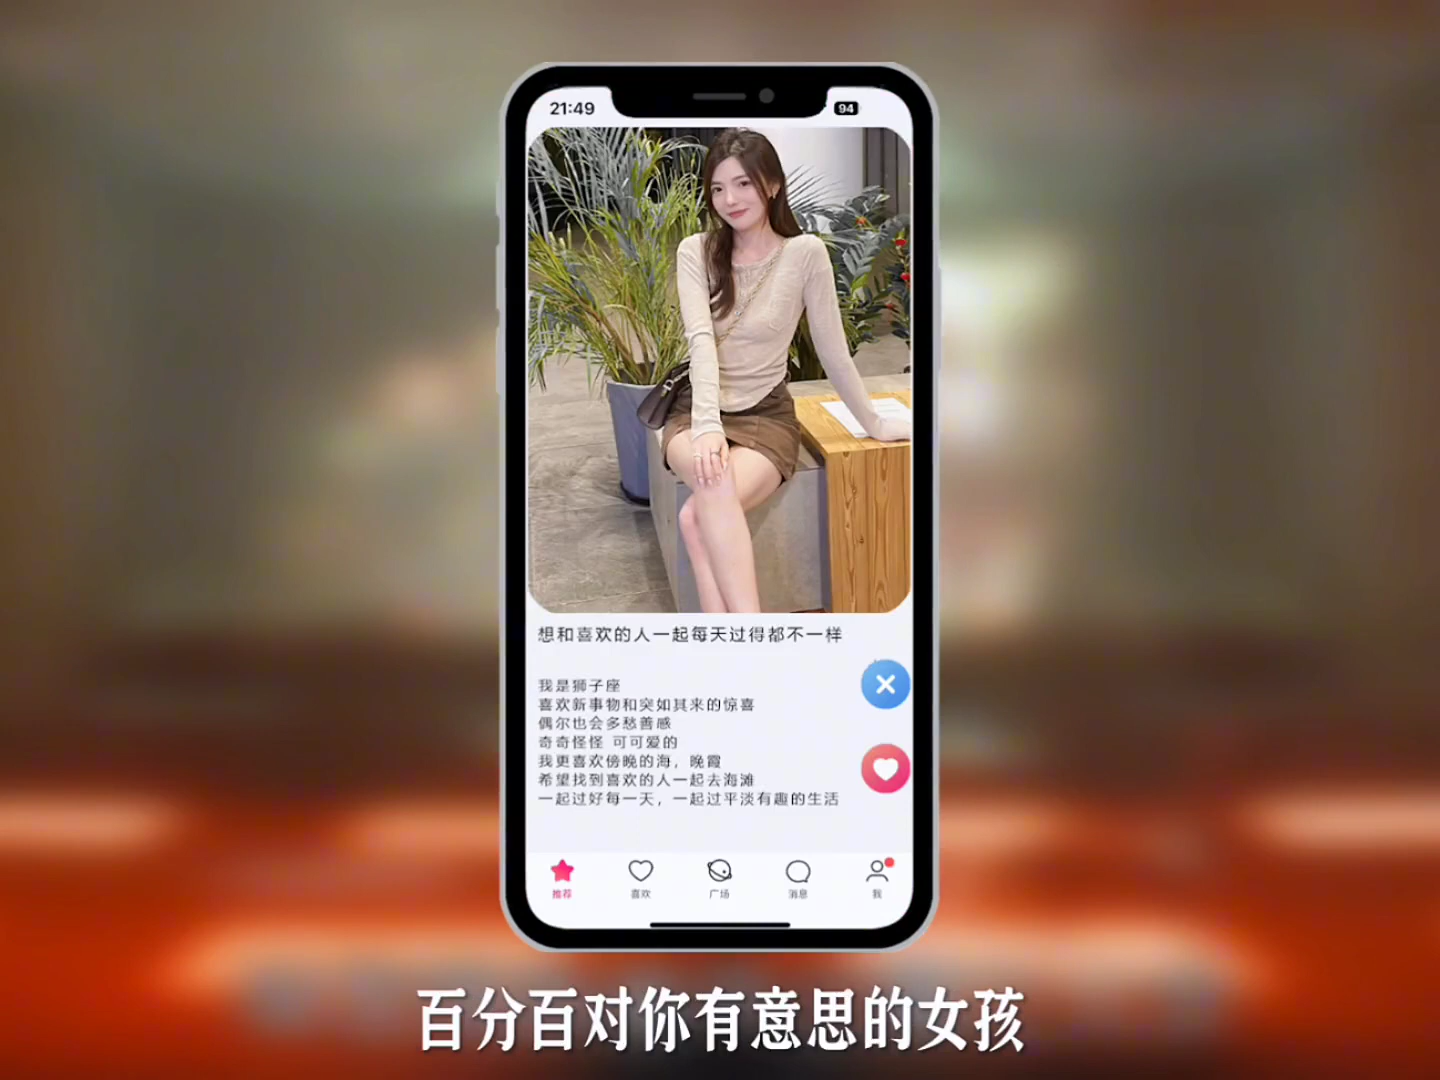 21:49
94
想和喜欢的人一起每天过得都不一样
我是狮子座
喜欢新事物和突如其来的惊喜
偶尔也会多愁善感
奇奇怪怪 可可爱的
我更喜欢傍晚的海，晚霞
希望找到喜欢的人一起去海滩
一起过好每一天，一起过平淡有趣的生活
推荐
喜欢
广场
消息
我
百分百对你有意思的女孩